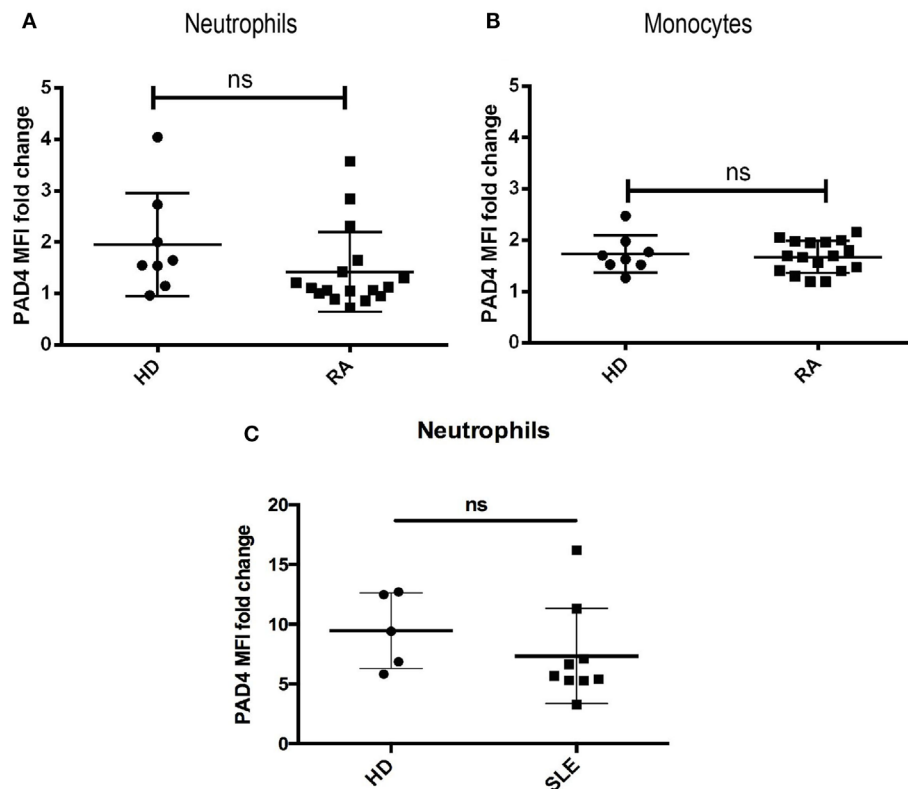 A
Neutrophils
ns
5
4
3
2
1
0
PAD4 MFI fold change
HD
RA
B
Monocytes
ns
5
4
3
2
1
0
PAD4 MFI fold change
HD
RA
C
Neutrophils
ns
20
15
10
5
0
PAD4 MFI fold change
HD
SLE